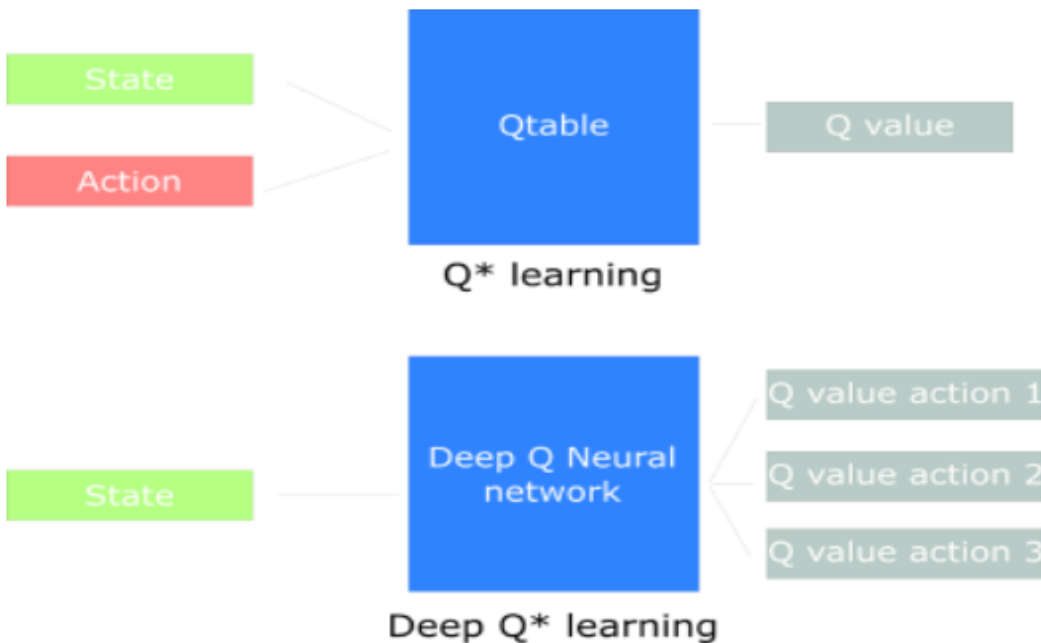 State
Action
Qtable
Q value
Q* learning
State
Deep Q Neural
network
Q value action 1
Q value action 2
Q value action 3
Deep Q* learning